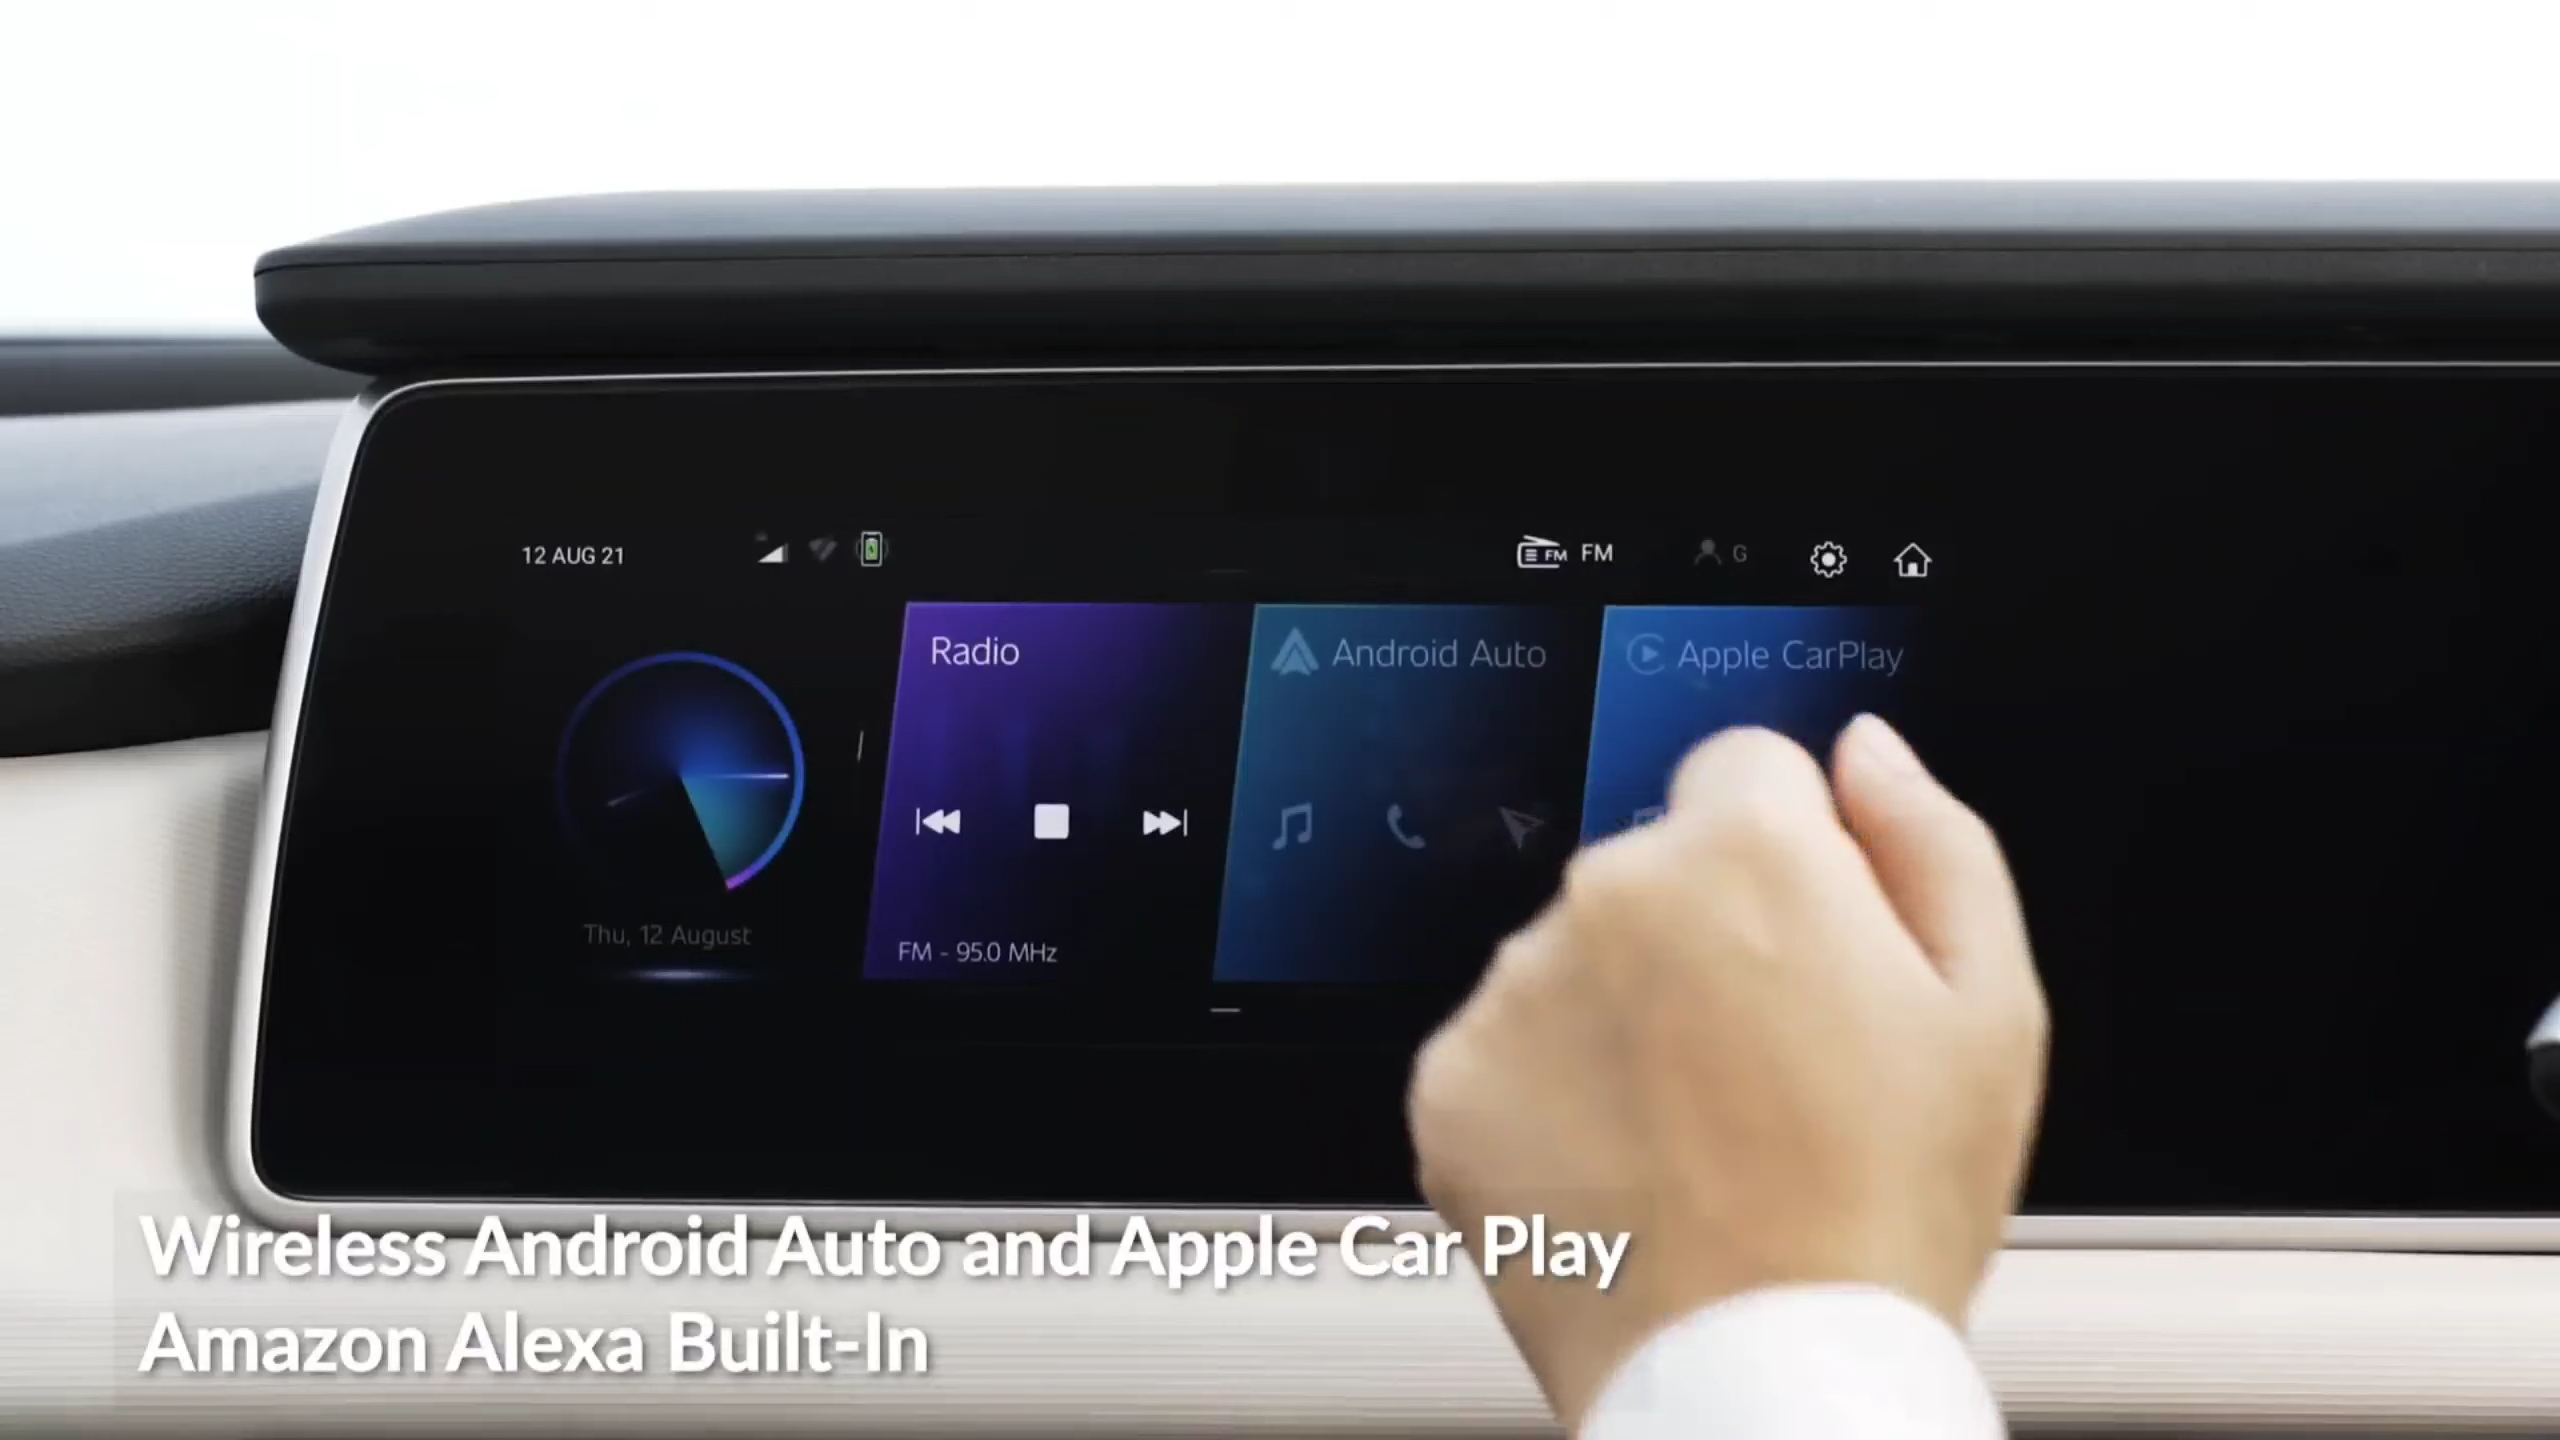 12 AUG 21
FM FM
G
Radio
Android Auto
Apple CarPlay
Thu, 12 August
FM - 95.0 MHz
Wireless Android Auto and Apple Car Play
Amazon Alexa Built-In